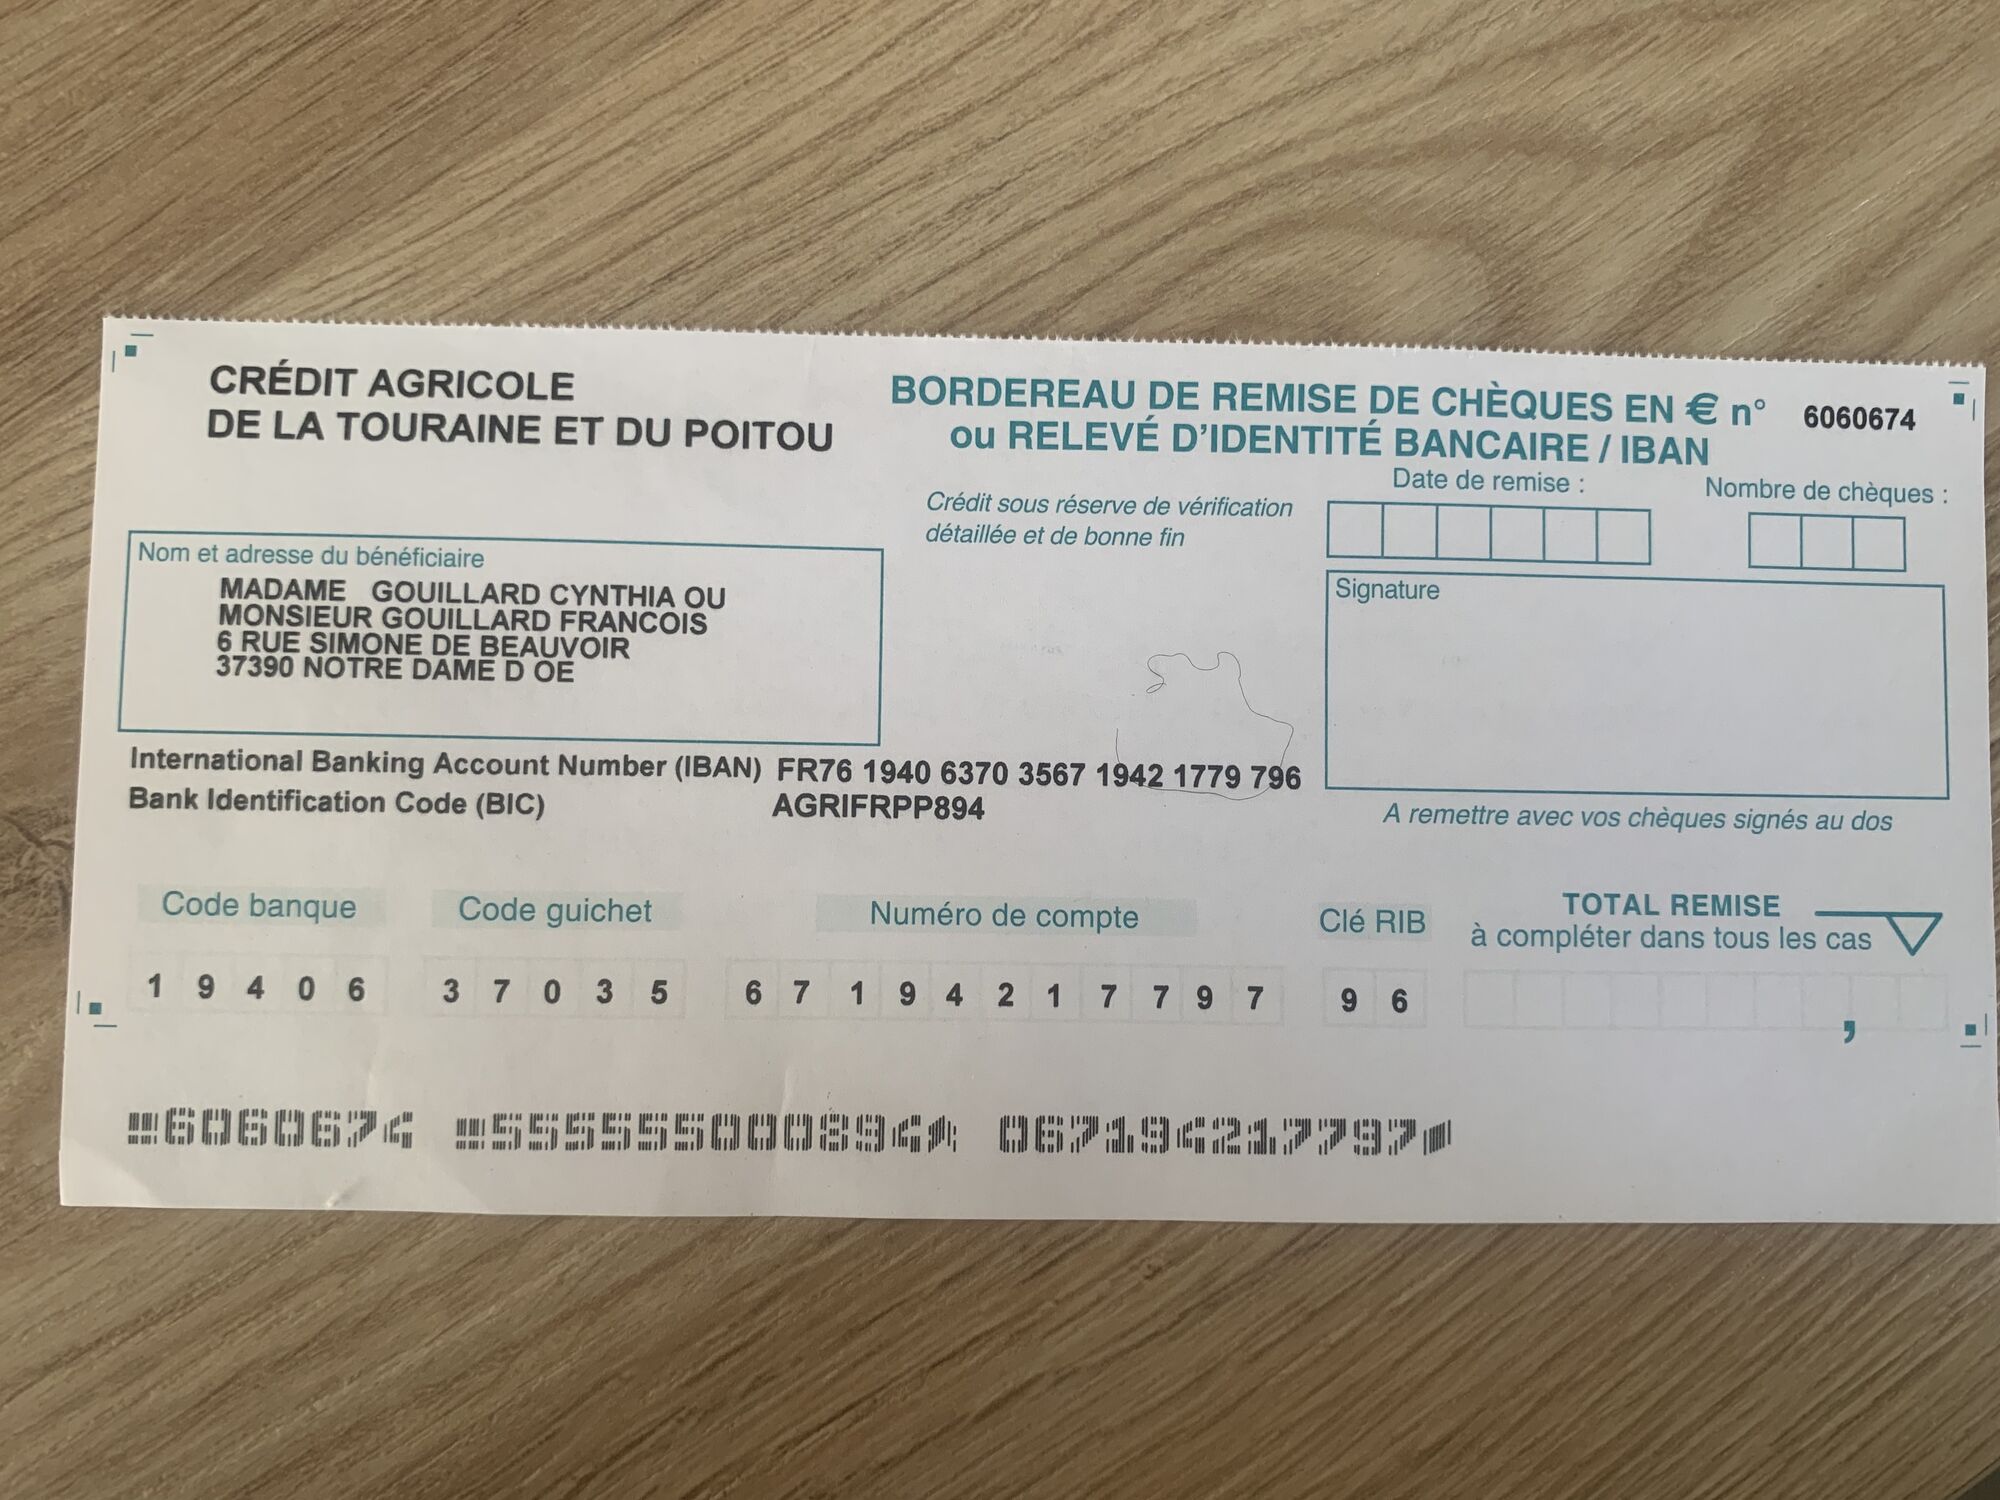 CRÉDIT AGRICOLE
DE LA TOURAINE ET DU POITOU
BORDEREAU DE REMISE DE CHÈQUES EN € n° 6060674
ou RELEVÉ D'IDENTITÉ BANCAIRE / IBAN
Crédit sous réserve de vérification
détaillée et de bonne fin
Date de remise :
Nombre de chèques :
Nom et adresse du bénéficiaire
MADAME GOUILLARD CYNTHIA OU
MONSIEUR GOUILLARD FRANCOIS
6 RUE SIMONE DE BEAUVOIR
37390 NOTRE DAME D OE
Signature
International Banking Account Number (IBAN) FR76 1940 6370 3567 1942 1779 796
Bank Identification Code (BIC) AGRIFRPP894
A remettre avec vos chèques signés au dos
Code banque Code guichet Numéro de compte Clé RIB
TOTAL REMISE
à compléter dans tous les cas
1 9 4 0 6 3 7 0 3 5 6 7 1 9 4 2 1 7 7 9 7 9 6 ,
6060674 555555000894 067194217797